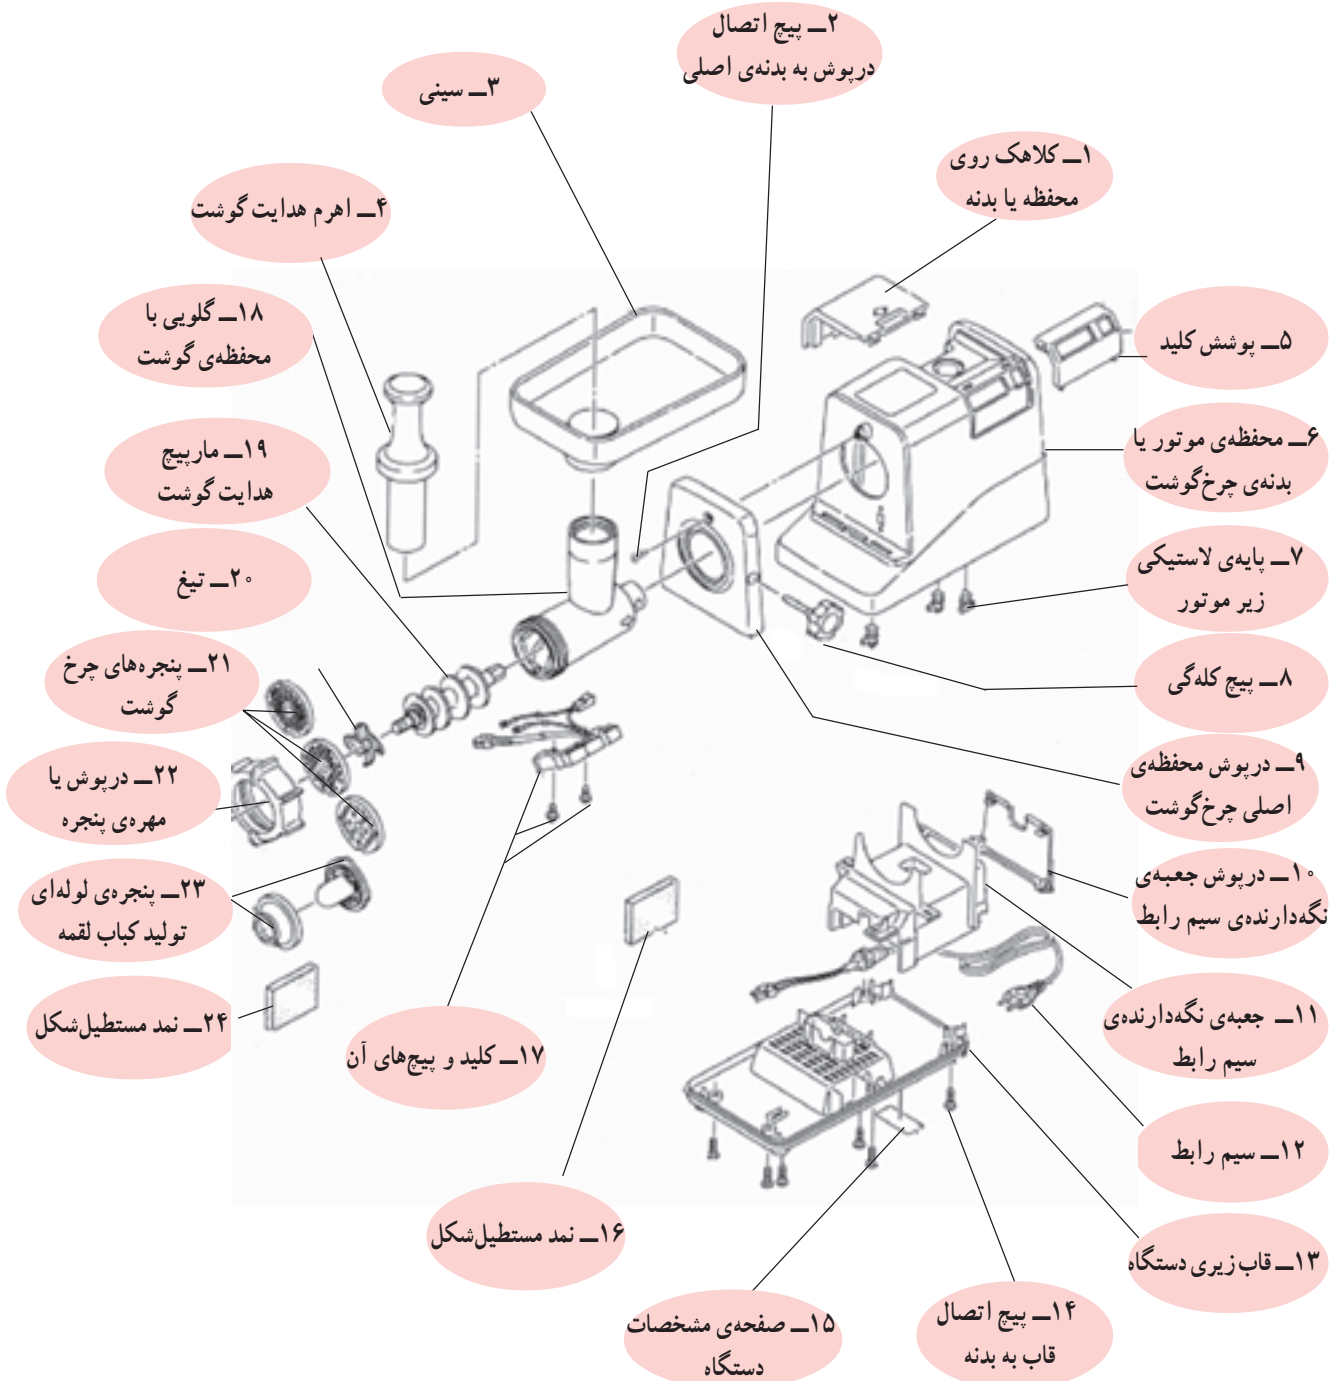 ۱ــ کلاهک روی
محفظه یا بدنه
۲ــ پیچ اتصال
درپوش به بدنه‌ی اصلی
۳ــ سینی
۴ــ اهرم هدایت گوشت
۵ــ پوشش کلید
۶ــ محفظه‌ی موتور یا
بدنه‌ی چرخ‌گوشت
۷ــ پایه‌ی لاستیکی
زیر موتور
۸ــ پیچ کله‌گی
۹ــ درپوش محفظه‌ی
اصلی چرخ‌گوشت
۱۰ــ درپوش جعبه‌ی
نگه‌دارنده‌ی سیم رابط
۱۱ــ جعبه‌ی نگه‌دارنده‌ی
سیم رابط
۱۲ــ سیم رابط
۱۳ــ قاب زیری دستگاه
۱۴ــ پیچ اتصال
قاب به بدنه
۱۵ــ صفحه‌ی مشخصات
دستگاه
۱۶ــ نمد مستطیل‌شکل
۱۷ــ کلید و پیچ‌های آن
۱۸ــ گلویی با
محفظه‌ی گوشت
۱۹ــ مارپیچ
هدایت گوشت
۲۰ــ تیغ
۲۱ــ پنجره‌های چرخ
گوشت
۲۲ــ درپوش یا
مهره‌ی پنجره
۲۳ــ پنجره‌ی لوله‌ای
تولید کباب لقمه
۲۴ــ نمد مستطیل‌شکل